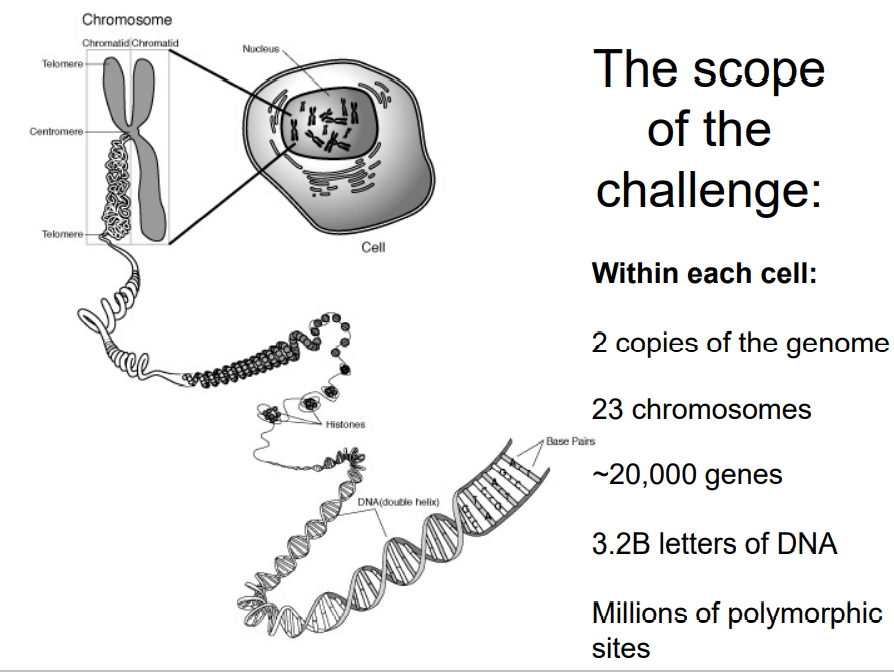 Chromosome
Chromatid Chromatid
Telomere
Centromere
Telomere
Nucleus
Cell
Histones
Base Pairs
DNA(double helix)
The scope
of the
challenge:
Within each cell:
2 copies of the genome
23 chromosomes
~20,000 genes
3.2B letters of DNA
Millions of polymorphic
sites